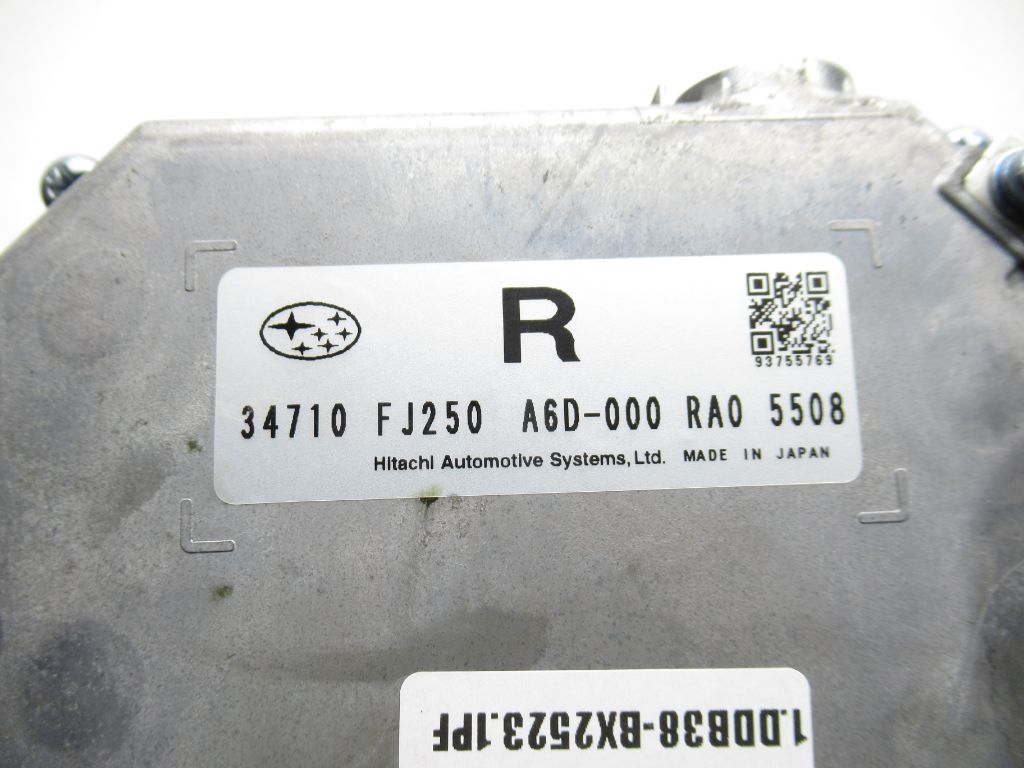 R
93755769
34710 FJ250 A6D-000 RA0 5508
Hitachi Automotive Systems, Ltd. MADE IN JAPAN
1.DDB38-BX2523.1PF